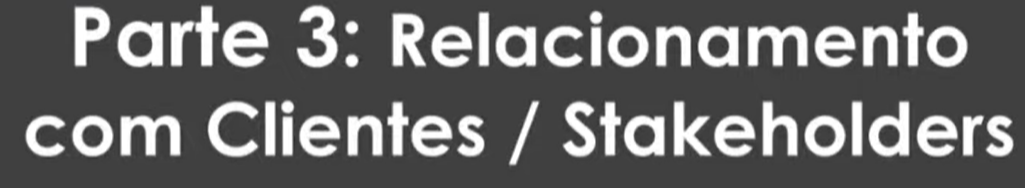 Parte 3: Relacionamento
com Clientes / Stakeholders